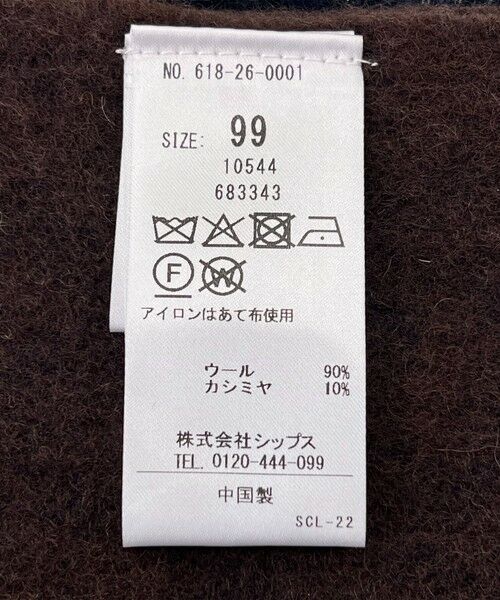 NO. 618-26-0001
SIZE: 99
10544
683343
F W
アイロンはあて布使用
ウール 90%
カシミヤ 10%
株式会社シップス
TEL. 0120-444-099
中国製
SCL-22